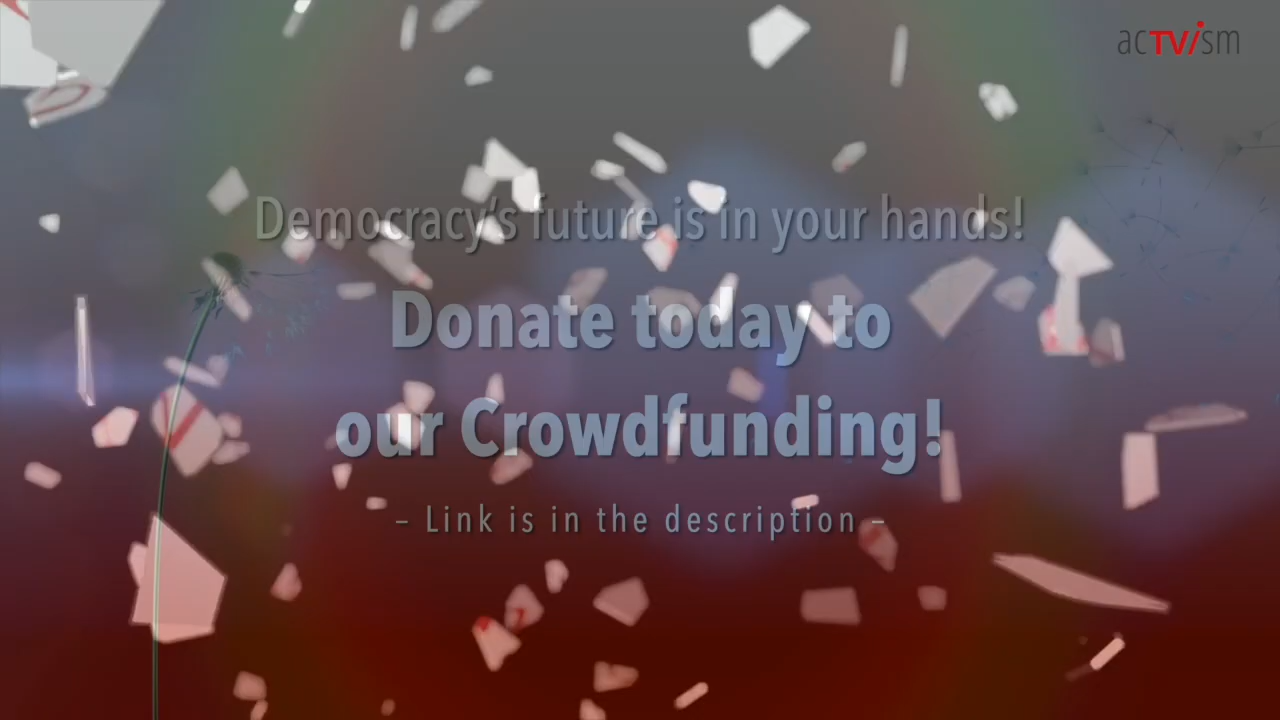 acTVism
Democracy's future is in your hands!
Donate today to
our Crowdfunding!
– Link is in the description –